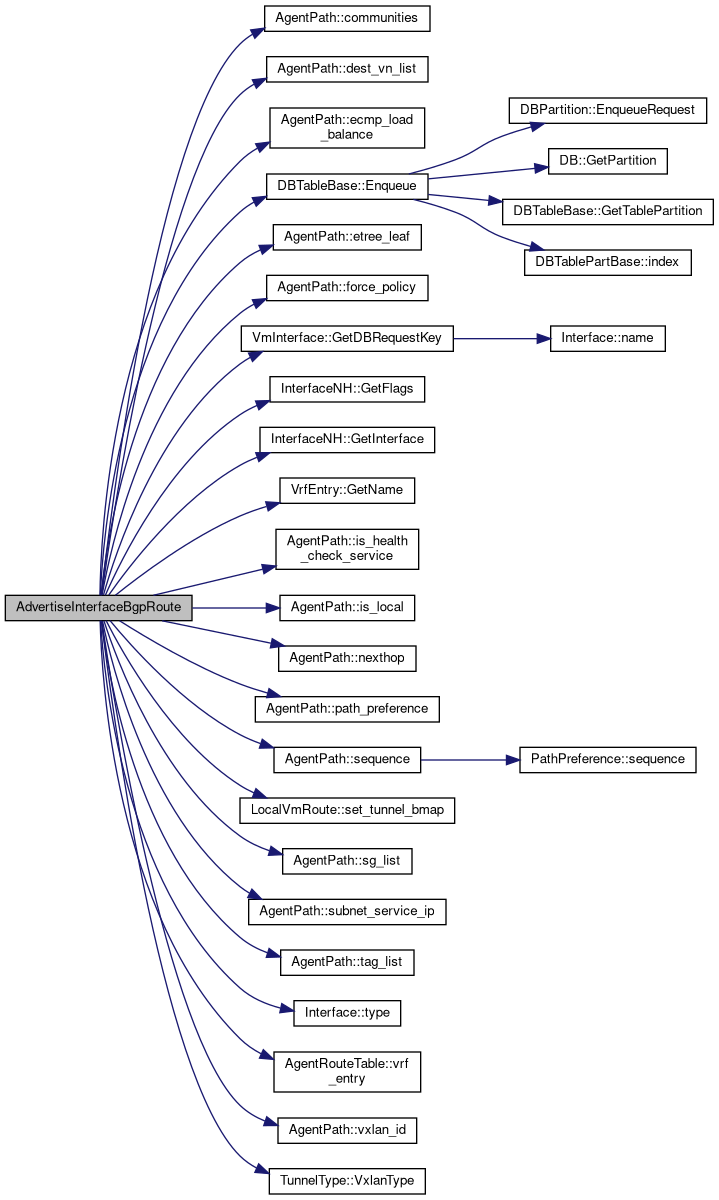 AgentPath::communities
AgentPath::dest_vn_list
AgentPath::ecmp_load
_balance
DBTableBase::Enqueue
DBPartition::EnqueueRequest
DB::GetPartition
DBTableBase::GetTablePartition
DBTablePartBase::index
AgentPath::etree_leaf
AgentPath::force_policy
VmInterface::GetDBRequestKey
Interface::name
InterfaceNH::GetFlags
InterfaceNH::GetInterface
VrfEntry::GetName
AgentPath::is_health
_check_service
AdvertiseInterfaceBgpRoute
AgentPath::is_local
AgentPath::nexthop
AgentPath::path_preference
AgentPath::sequence
PathPreference::sequence
LocalVmRoute::set_tunnel_bmap
AgentPath::sg_list
AgentPath::subnet_service_ip
AgentPath::tag_list
Interface::type
AgentRouteTable::vrf
_entry
AgentPath::vxlan_id
TunnelType::VxlanType